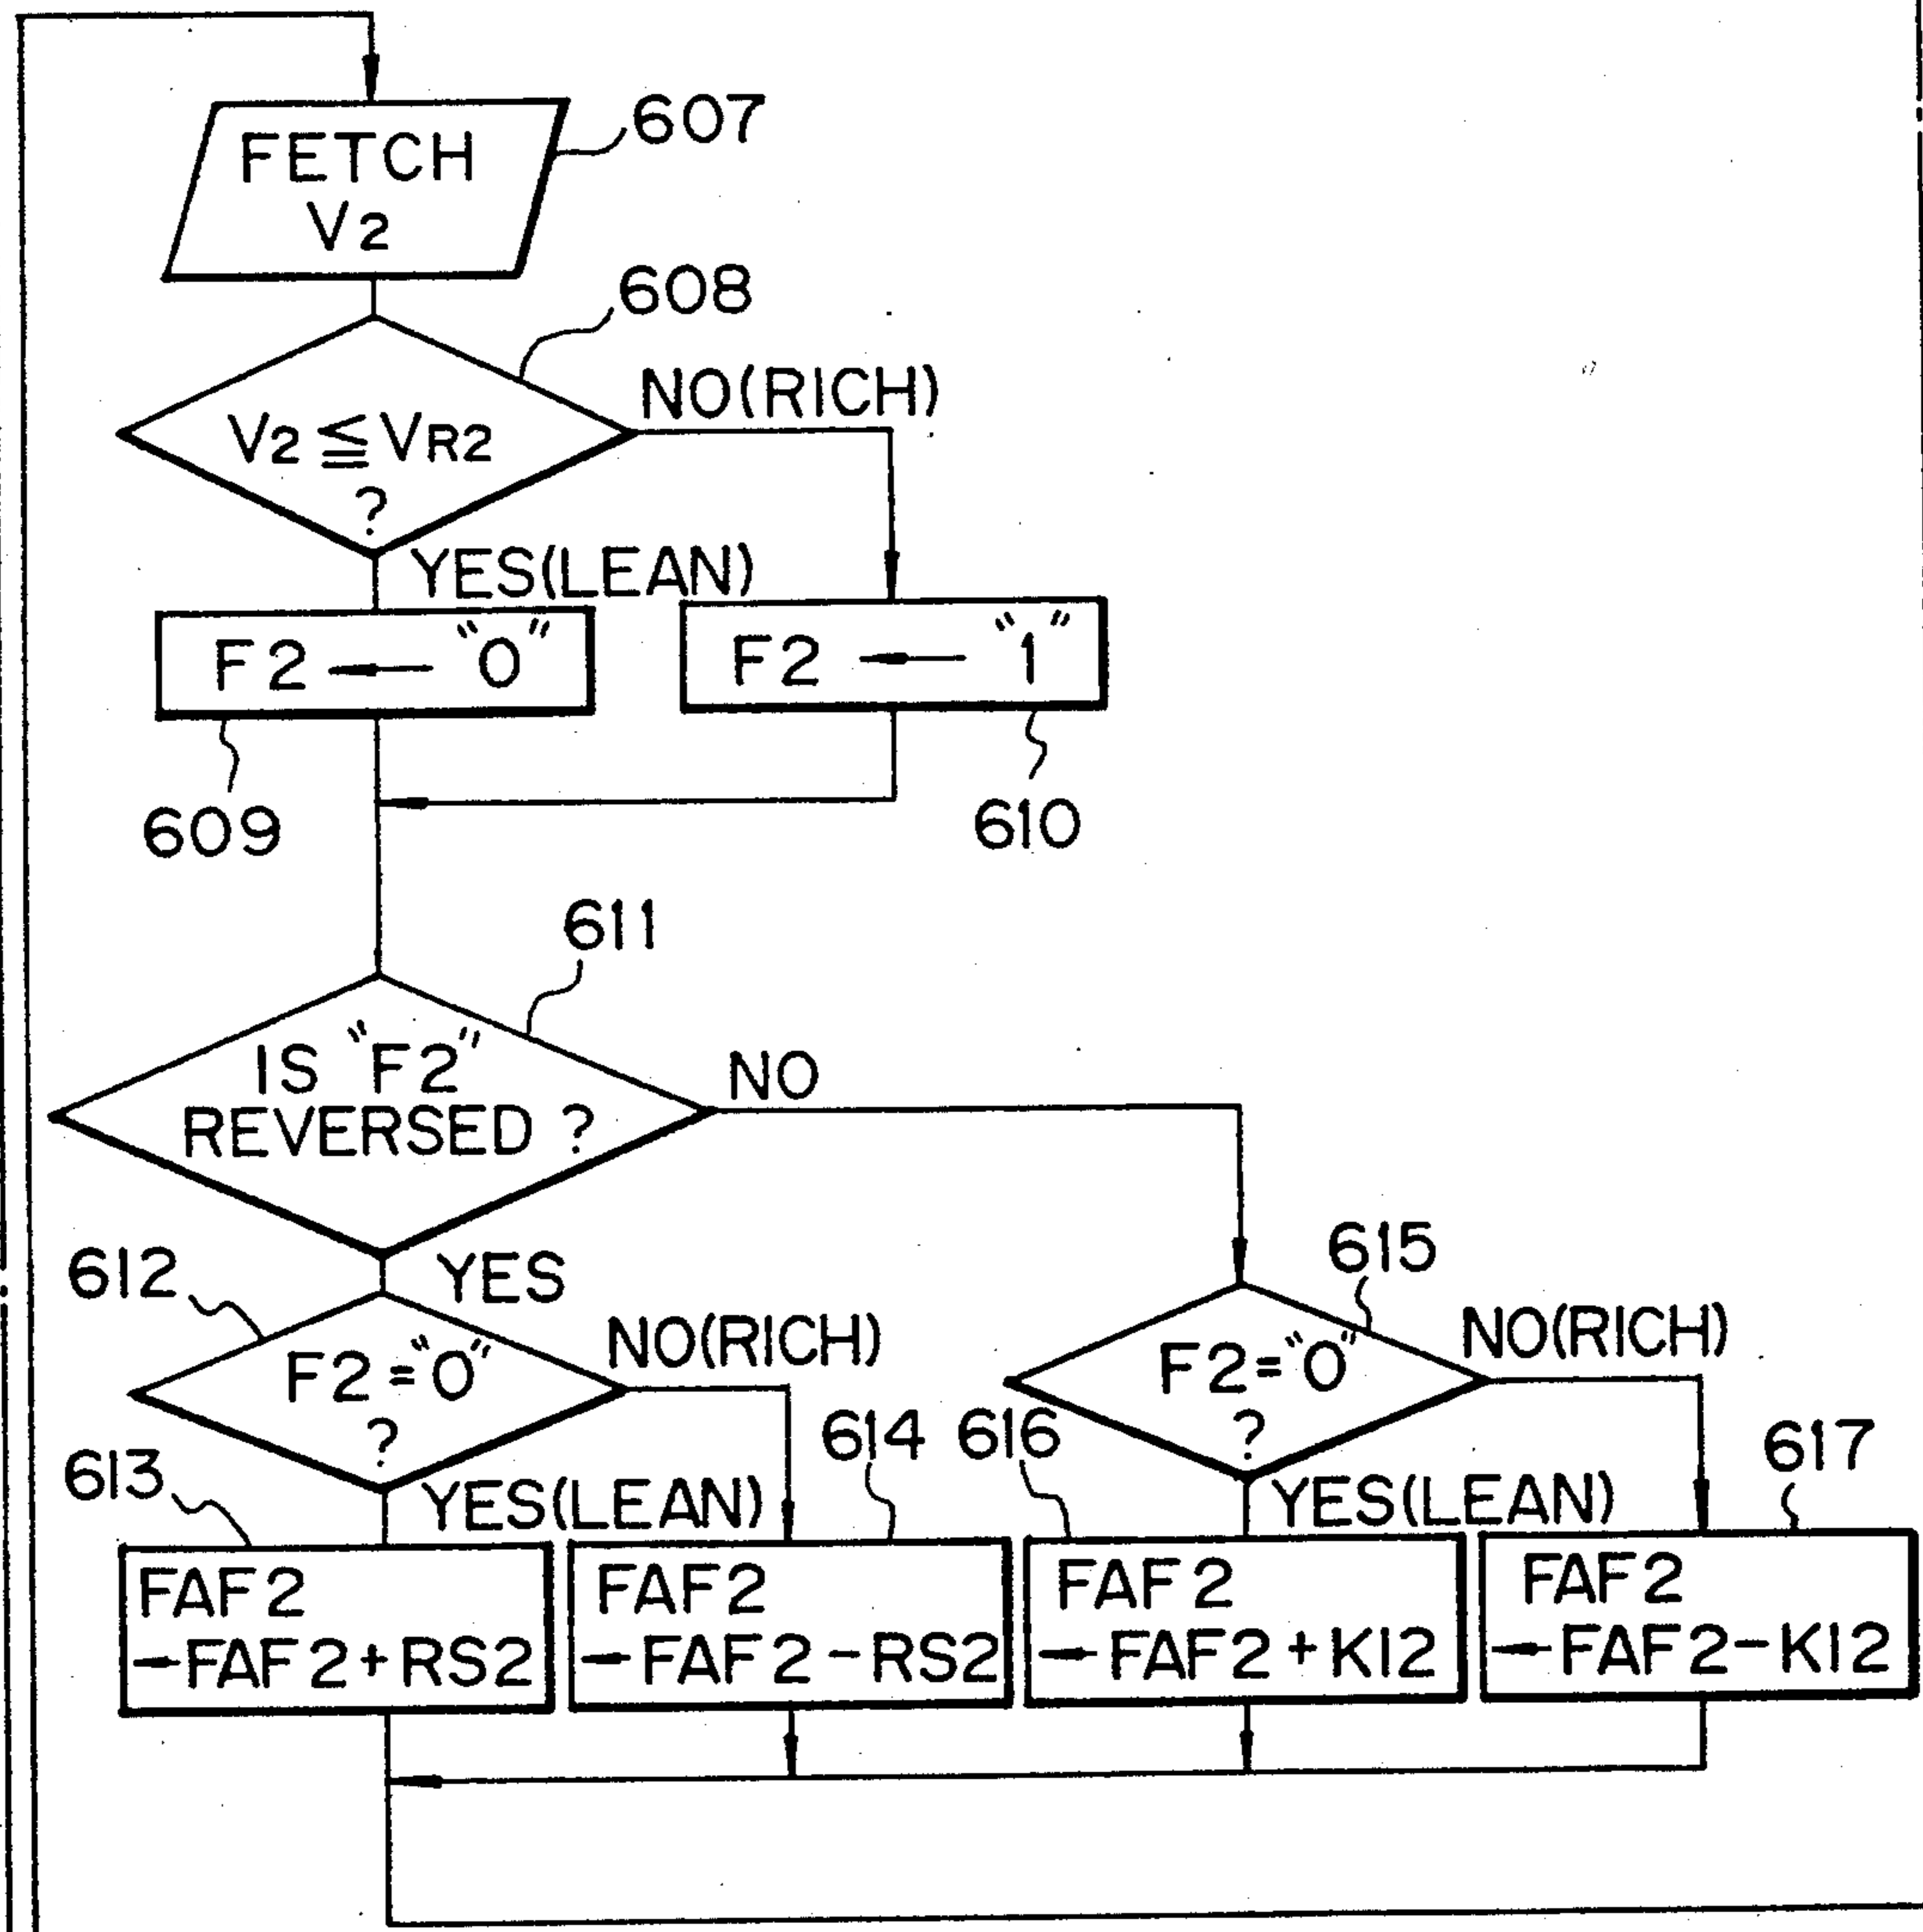 607
FETCH
V2
608
NO(RICH)
V2 ≦ VR2
?
YES(LEAN)
F2 ← "0"
F2 ← "1"
609
610
611
IS "F2"
REVERSED ?
NO
YES
612
615
NO(RICH)
F2="0"
?
NO(RICH)
F2="0"
?
613
614
616
617
YES(LEAN)
YES(LEAN)
FAF2
←FAF2+RS2
FAF2
←FAF2-RS2
FAF2
←FAF2+KI2
FAF2
←FAF2-KI2